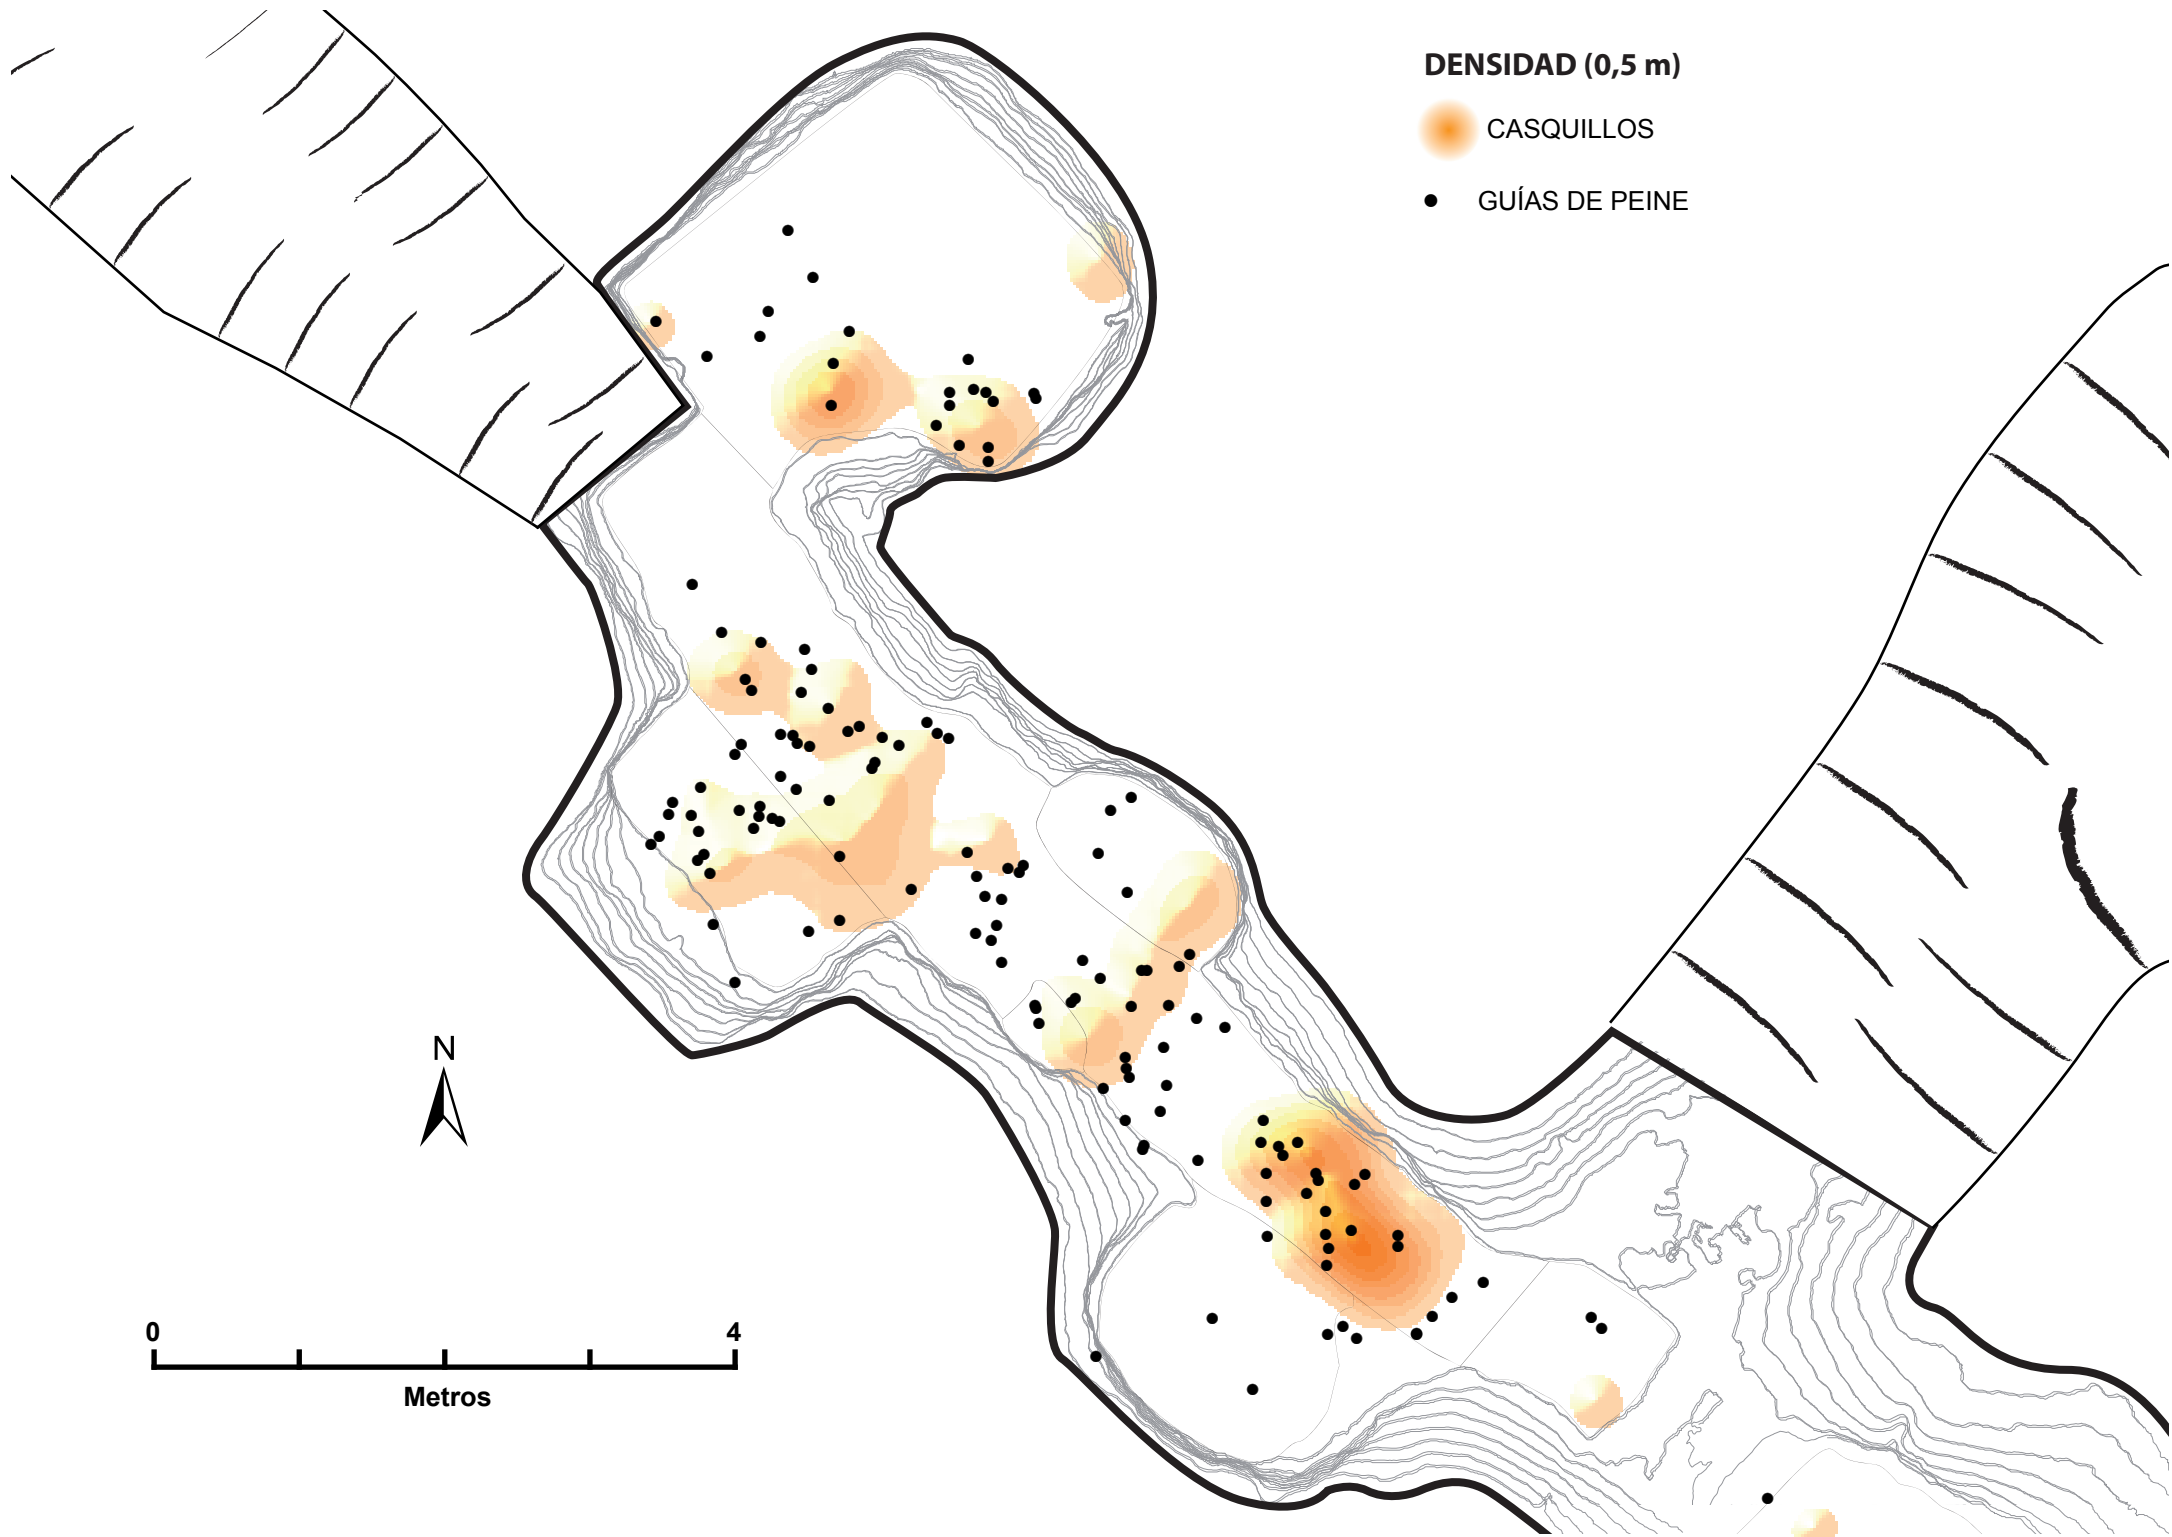 DENSIDAD (0,5 m)
CASQUILLOS
GUÍAS DE PEINE
N
0 4
Metros